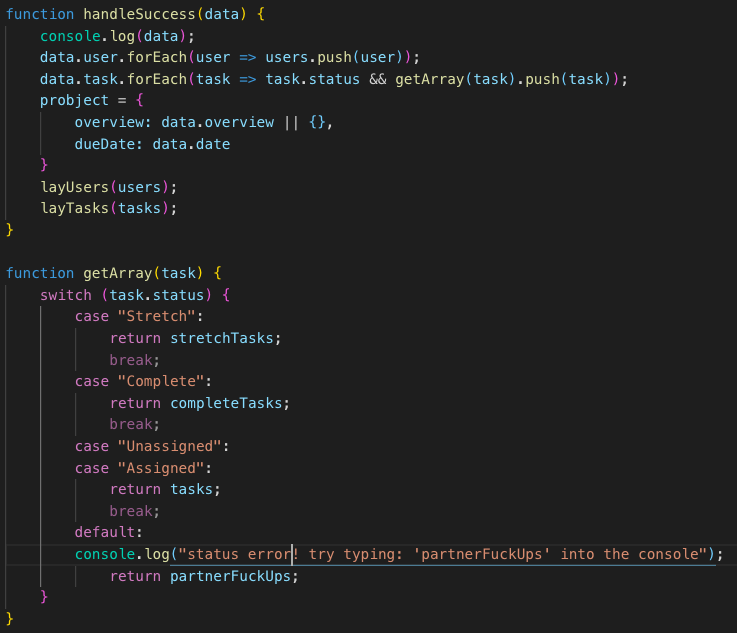 function handleSuccess(data) {
    console.log(data);
    data.user.forEach(user => users.push(user));
    data.task.forEach(task => task.status && getArray(task).push(task));
    probject = {
        overview: data.overview || {},
        dueDate: data.date
    }
    layUsers(users);
    layTasks(tasks);
}

function getArray(task) {
    switch (task.status) {
        case "Stretch":
            return stretchTasks;
            break;
        case "Complete":
            return completeTasks;
            break;
        case "Unassigned":
        case "Assigned":
            return tasks;
            break;
        default:
        console.log("status error! try typing: 'partnerFuckUps' into the console");
            return partnerFuckUps;
    }
}